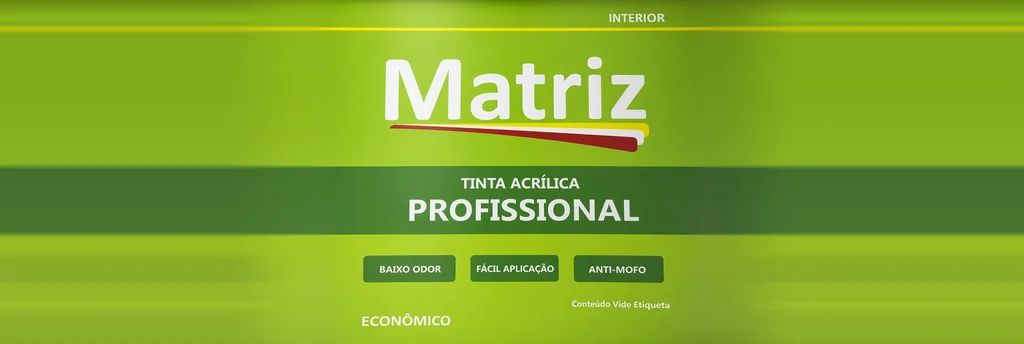 INTERIOR
Matriz
TINTA ACRÍLICA
PROFISSIONAL
BAIXO ODOR
FÁCIL APLICAÇÃO
ANTI-MOFO
Conteúdo Vide Etiqueta
ECONÔMICO